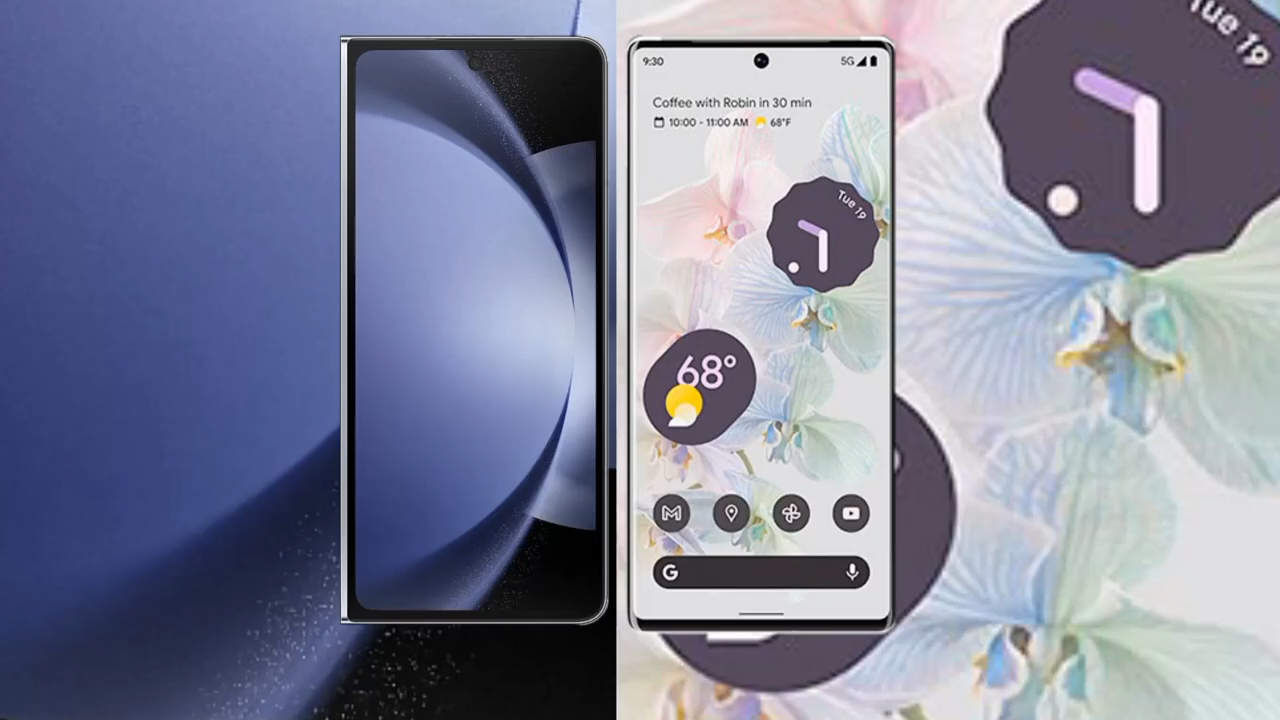 9:30
5G
Coffee with Robin in 30 min
10:00 - 11:00 AM 68°F
Tue 19
68°
G
Tue 19